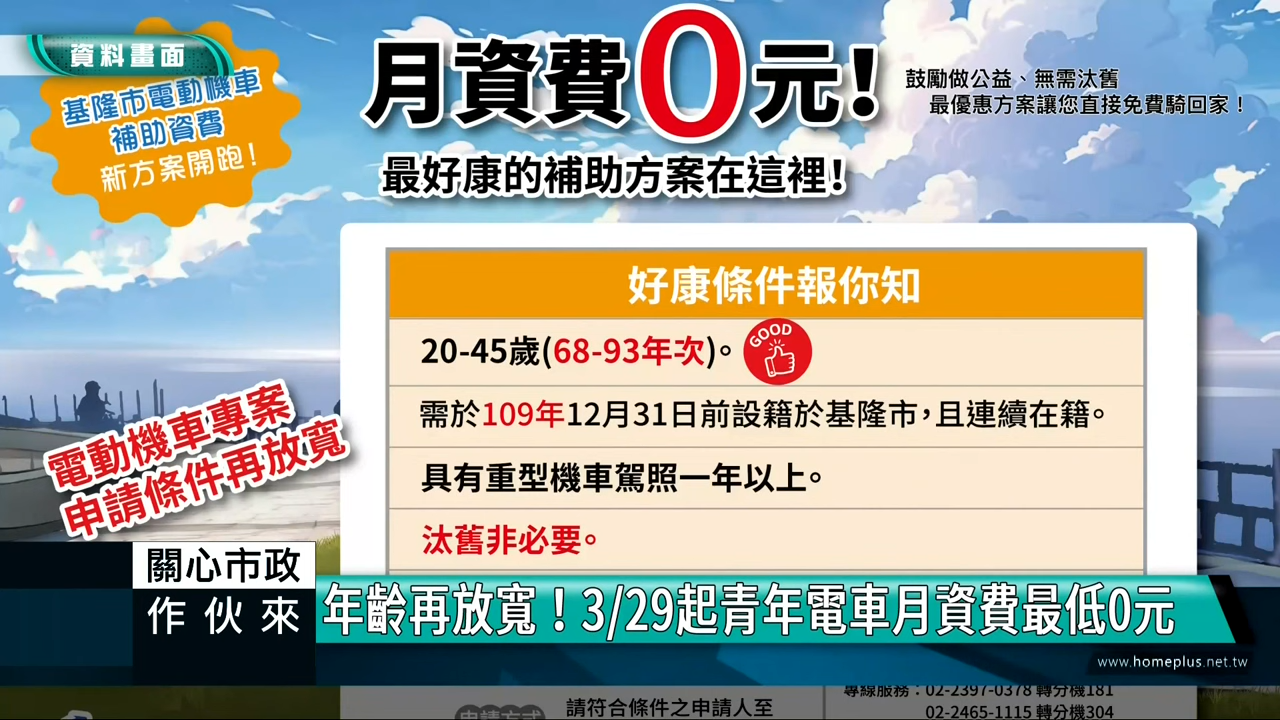 資料畫面
基隆市電動機車
補助資費
新方案開跑！
月資費0元！
鼓勵做公益、無需汰舊
最優惠方案讓您直接免費騎回家！
最好康的補助方案在這裡！
好康條件報你知
20-45歲(68-93年次)。
GOOD
需於109年12月31日前設籍於基隆市，且連續在籍。
具有重型機車駕照一年以上。
汰舊非必要。
電動機車專案
申請條件再放寬
關心市政
作伙來
年齡再放寬！3/29起青年電車月資費最低0元
www.homeplus.net.tw
申請方式
請符合條件之申請人至
專線服務：02-2397-0378 轉分機181
02-2465-1115 轉分機304